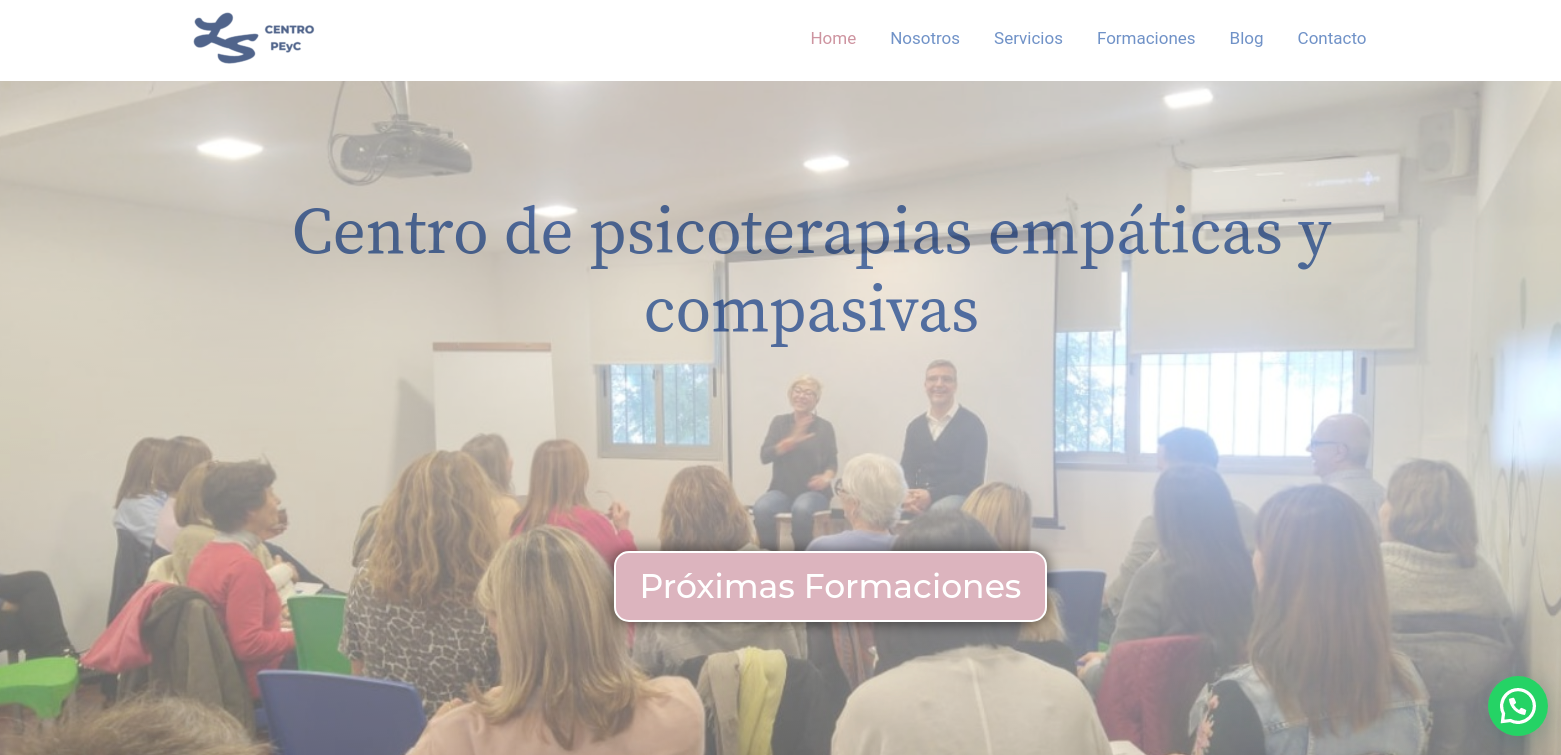 CENTRO
PEyC
Home Nosotros Servicios Formaciones Blog Contacto
Centro de psicoterapias empáticas y
compasivas
Próximas Formaciones